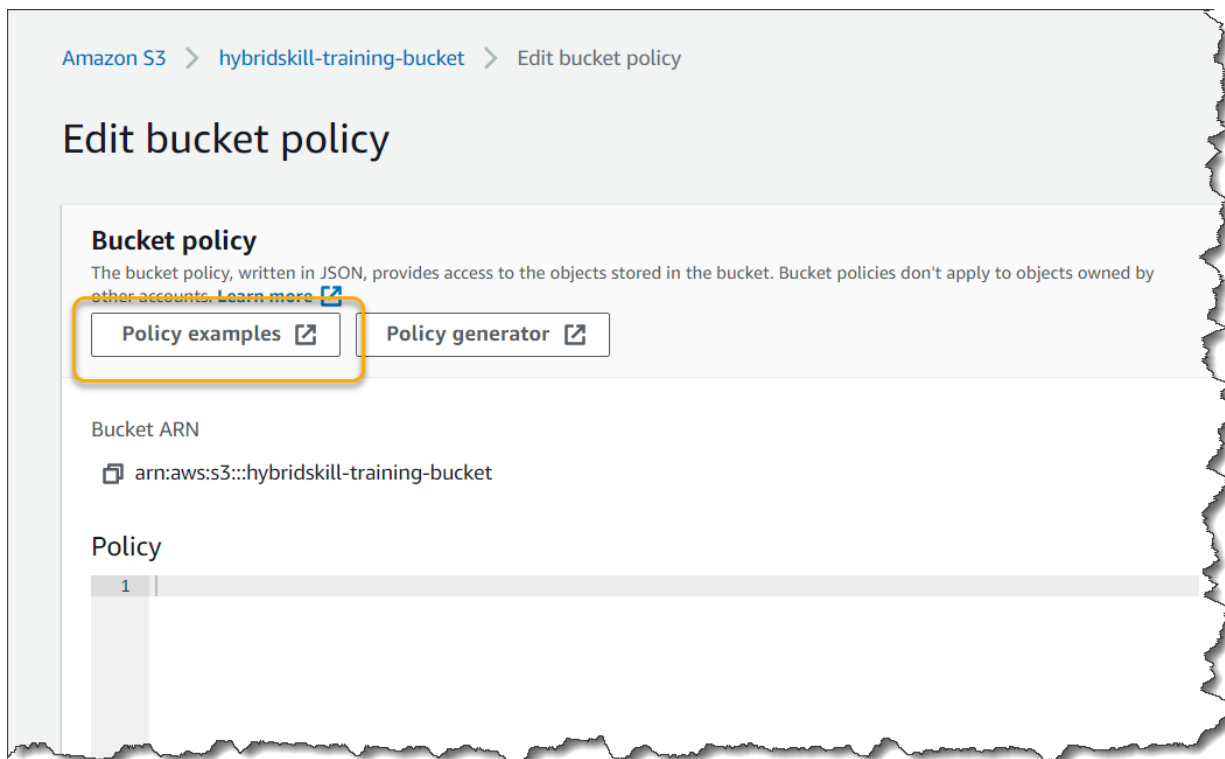 Amazon S3 > hybridskill-training-bucket > Edit bucket policy
Edit bucket policy
Bucket policy
The bucket policy, written in JSON, provides access to the objects stored in the bucket. Bucket policies don't apply to objects owned by
other accounts. Learn more
Policy examples Policy generator
Bucket ARN
arn:aws:s3:::hybridskill-training-bucket
Policy
1